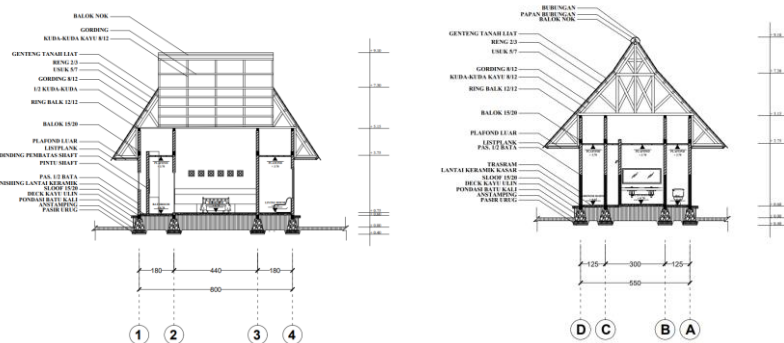 BALOK NOK
GORDING
KUDA-KUDA KAYU 8/12
GENTENG TANAH LIAT
RENG 2/3
USUK 5/7
GORDING 8/12
1/2 KUDA-KUDA
RING BALK 12/12
BALOK 15/20
PLAFOND LUAR
LISTPLANK
DINDING PEMBATAS SHAFT
PINTU SHAFT
PAS. 1/2 BATA
NISHING LANTAI KERAMIK
SLOOF 15/20
DECK KAYU ULIN
PONDASI BATU KALI
ANSTAMPING
PASIR URUG
180
440
180
800
1
2
3
4
BUBUNGAN
PAPAN BUBUNGAN
BALOK NOK
GENTENG TANAH LIAT
RENG 2/3
USUK 5/7
GORDING 8/12
KUDA-KUDA KAYU 8/12
RING BALK 12/12
BALOK 15/20
PLAFOND LUAR
LISTPLANK
PAS. 1/2 BATA
TRASRAM
LANTAI KERAMIK KASAR
SLOOF 15/20
DECK KAYU ULIN
PONDASI BATU KALI
ANSTAMPING
PASIR URUG
125
300
125
550
D
C
B
A